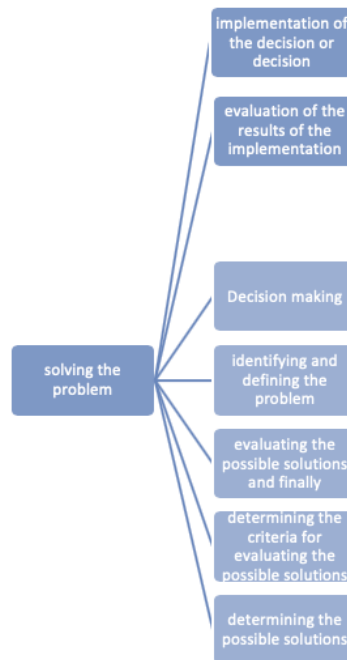 implementation of
the decision or
decision
evaluation of the
results of the
implementation
Decision making
solving the
problem
identifying and
defining the
problem
evaluating the
possible solutions
and finally
determining the
criteria for
evaluating the
possible solutions
determining the
possible solutions